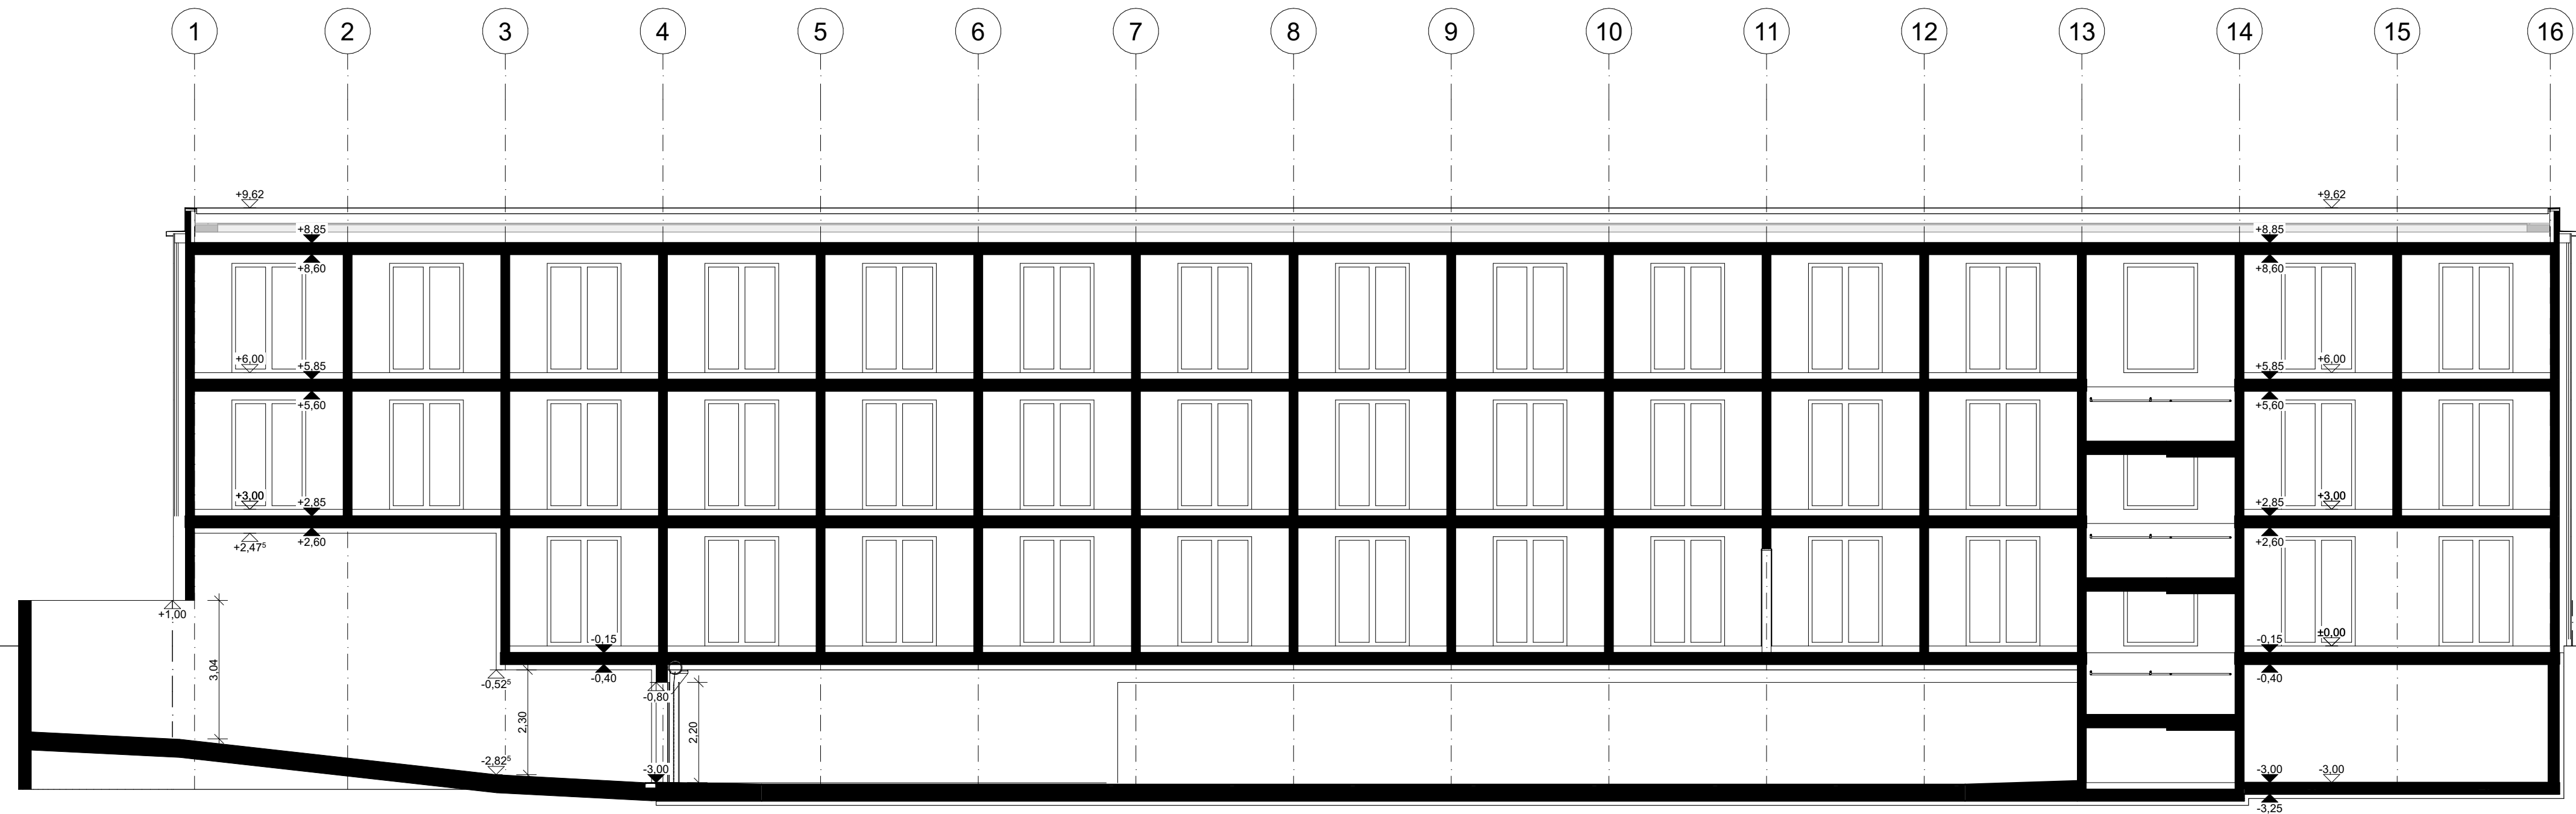 1 2 3 4 5 6 7 8 9 10 11 12 13 14 15 16
+9,62 +9,62
+8,85 +8,85
+8,60 +8,60
+6,00 +5,85 +5,85 +6,00
+5,60 +5,60
+3,00 +2,85 +2,85 +3,00
+2,47⁵ +2,60 +2,60
+1,00
-0,15 -0,15 ±0,00
3,04
-0,52⁵ -0,40 -0,40
-0,80
2,30 2,20
-2,82⁵ -3,00 -3,00 -3,00
-3,25